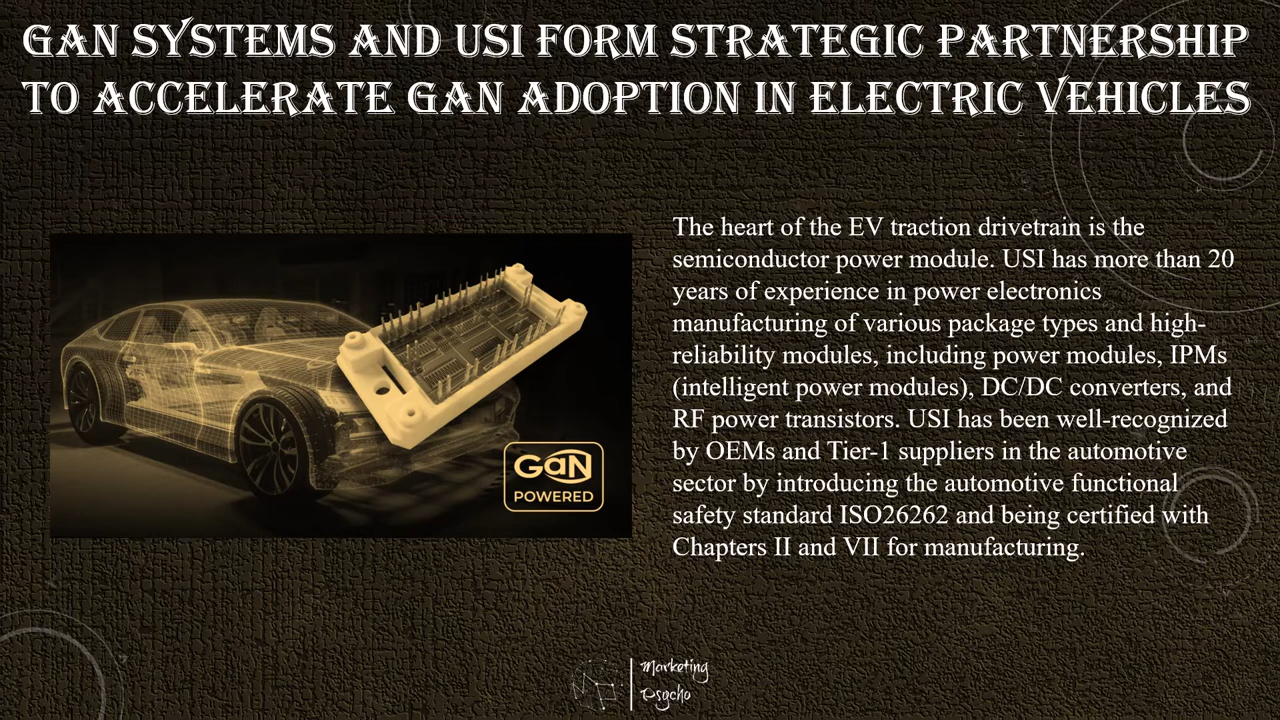 GAN SYSTEMS AND USI FORM STRATEGIC PARTNERSHIP
TO ACCELERATE GAN ADOPTION IN ELECTRIC VEHICLES
The heart of the EV traction drivetrain is the
semiconductor power module. USI has more than 20
years of experience in power electronics
manufacturing of various package types and high-
reliability modules, including power modules, IPMs
(intelligent power modules), DC/DC converters, and
RF power transistors. USI has been well-recognized
by OEMs and Tier-1 suppliers in the automotive
sector by introducing the automotive functional
safety standard ISO26262 and being certified with
Chapters II and VII for manufacturing.
GaN
POWERED
Marketing
Psycho